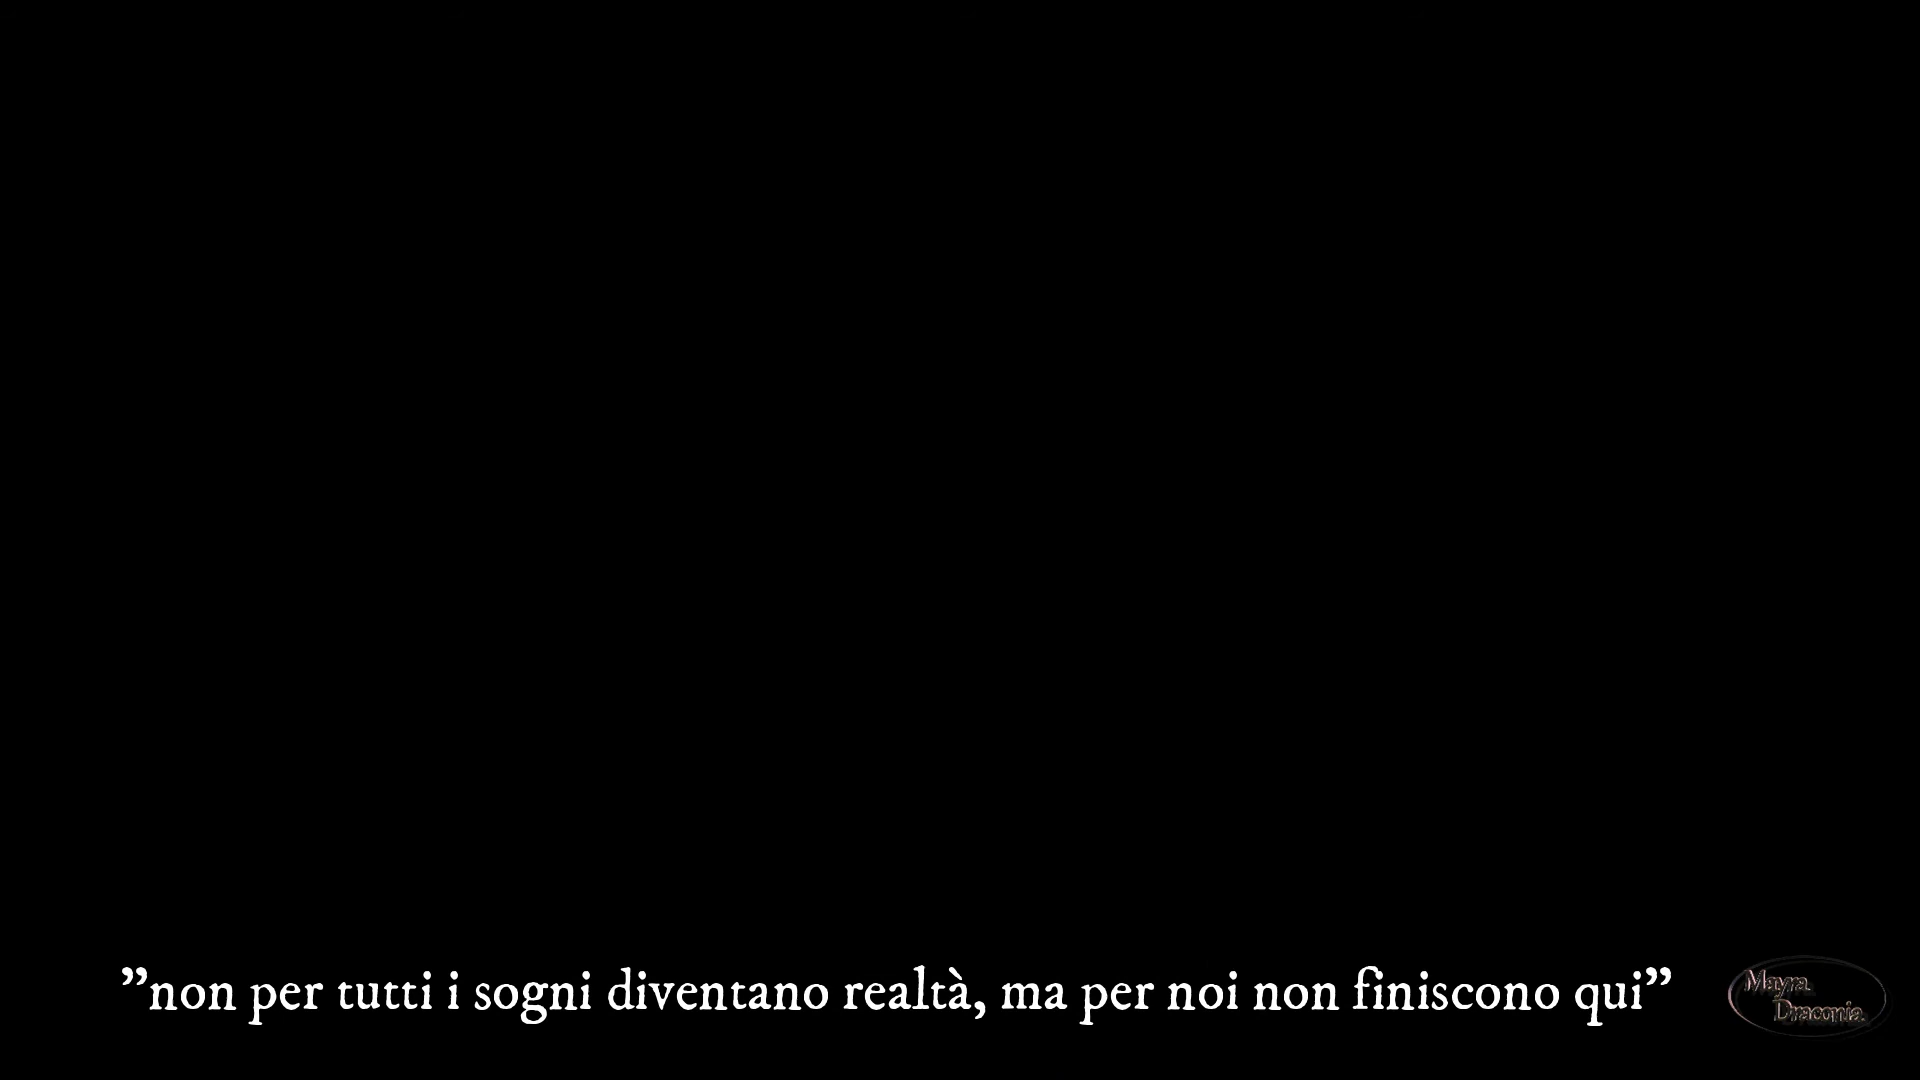 ”non per tutti i sogni diventano realtà, ma per noi non finiscono qui”
Mayra
Draconia